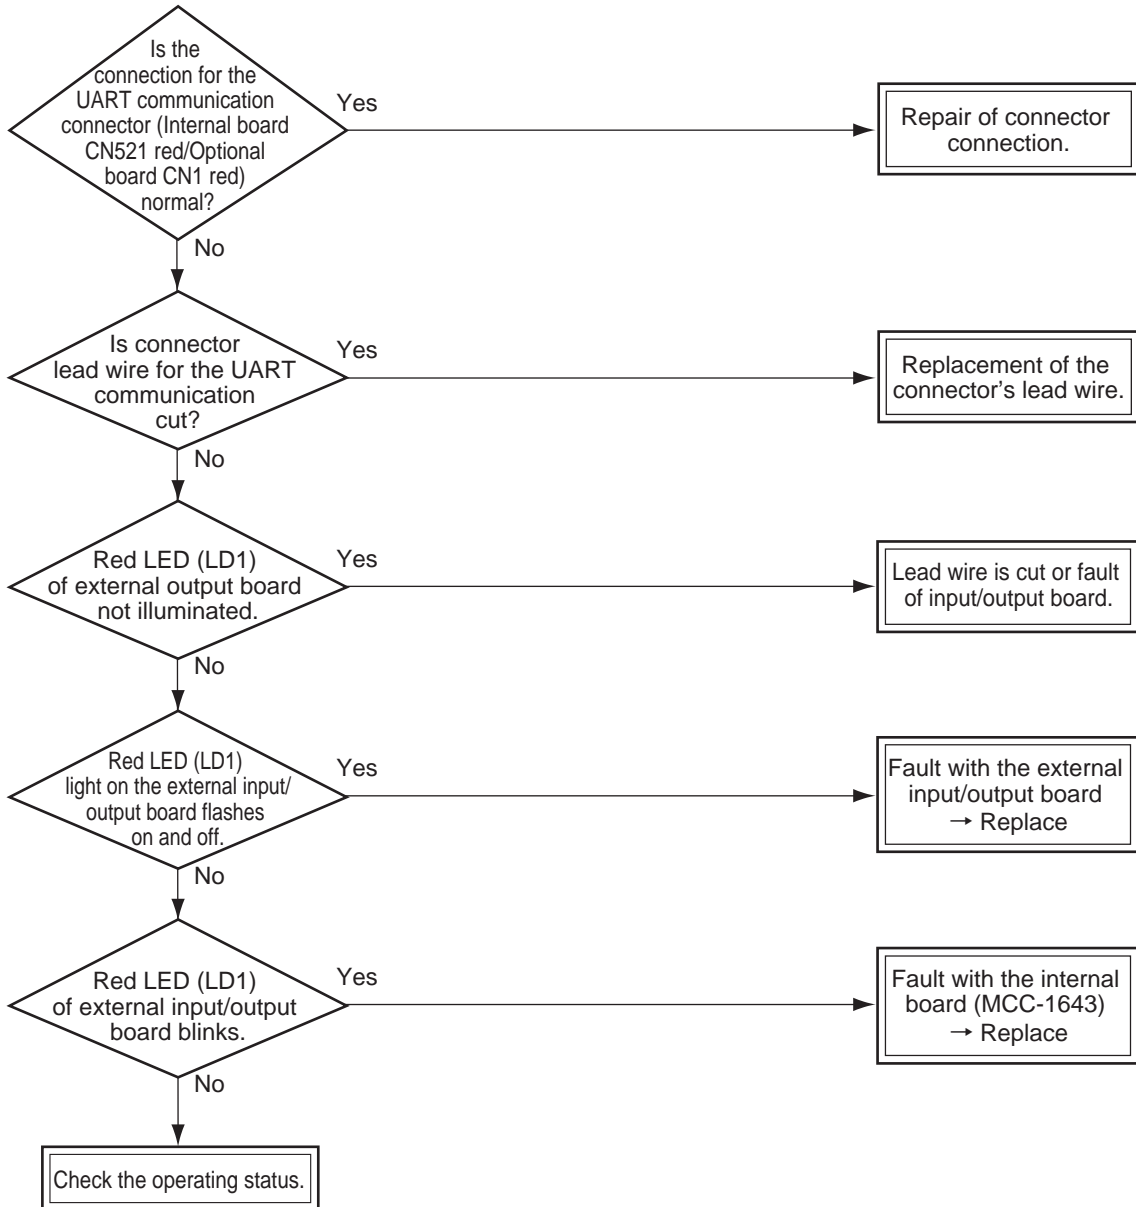 Is the
connection for the
UART communication
connector (Internal board
CN521 red/Optional
board CN1 red)
normal?
Yes
Repair of connector
connection.
No
Is connector
lead wire for the UART
communication
cut?
Yes
Replacement of the
connector’s lead wire.
No
Red LED (LD1)
of external output board
not illuminated.
Yes
Lead wire is cut or fault
of input/output board.
No
Red LED (LD1)
light on the external input/
output board flashes
on and off.
Yes
Fault with the external
input/output board
→ Replace
No
Red LED (LD1)
of external input/output
board blinks.
Yes
Fault with the internal
board (MCC-1643)
→ Replace
No
Check the operating status.